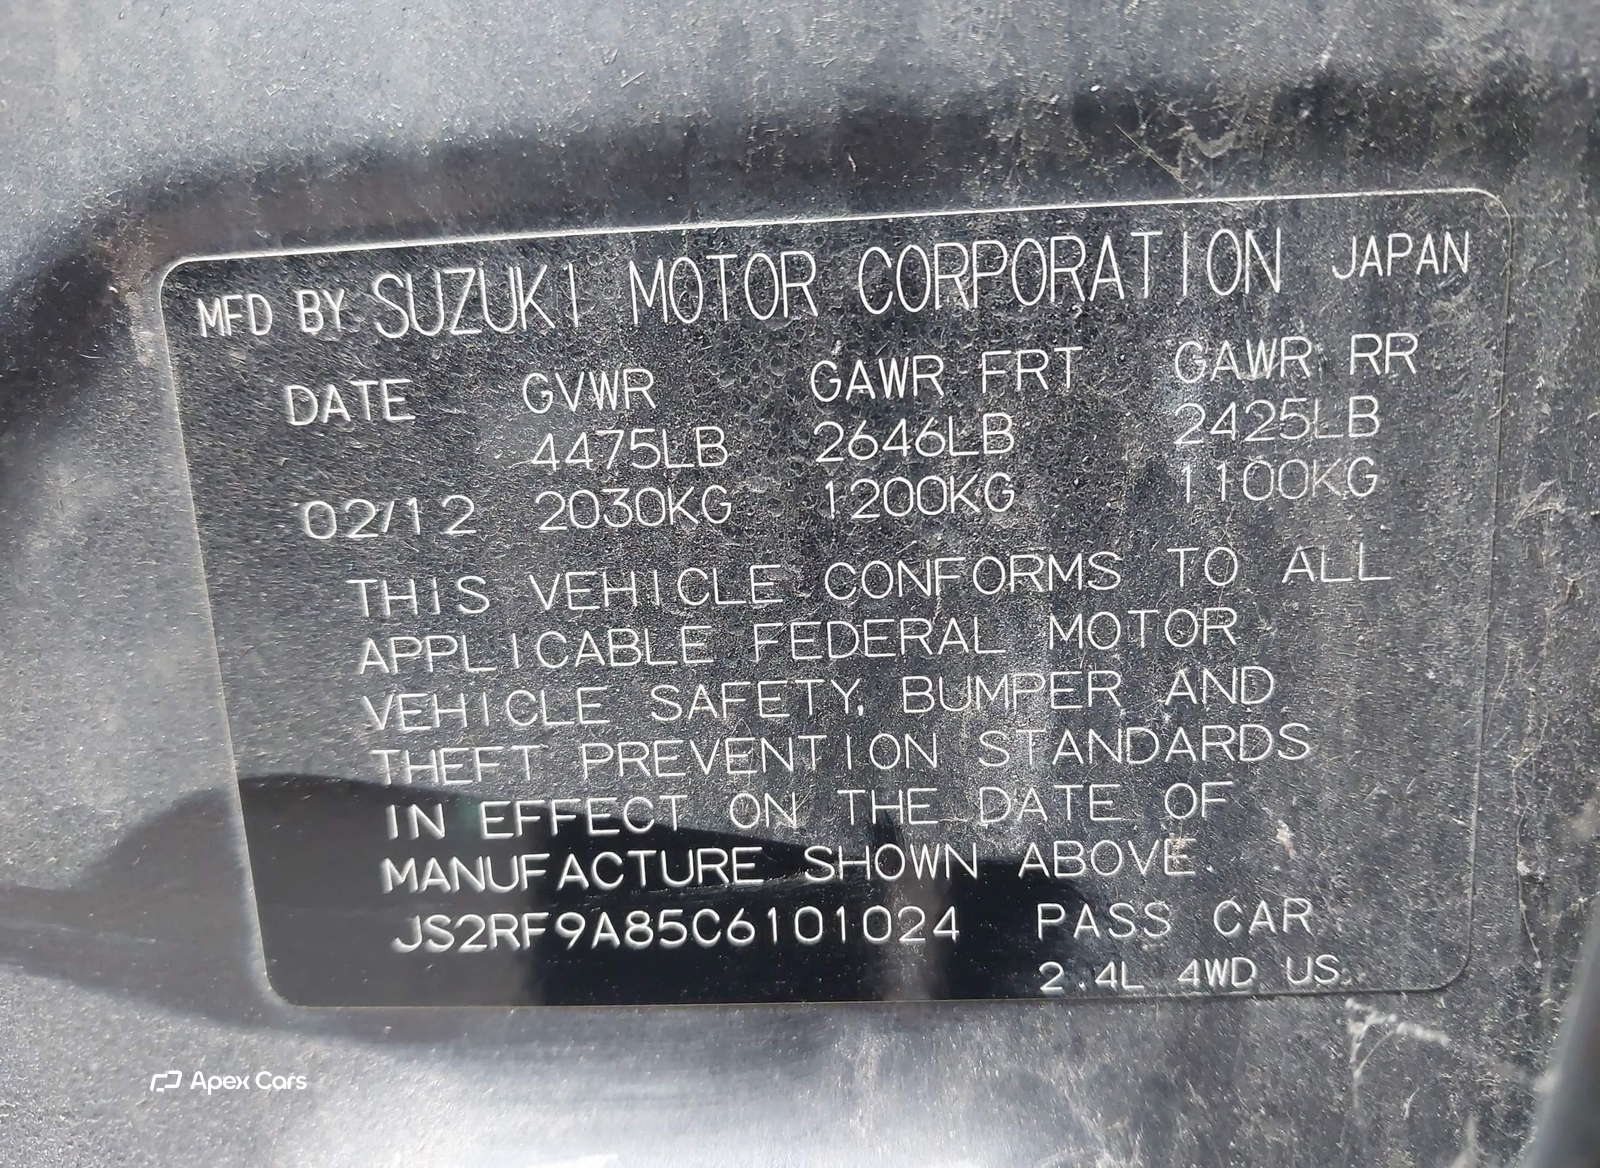 MFD BY SUZUKI MOTOR CORPORATION JAPAN
DATE GVWR GAWR FRT GAWR RR
4475LB 2646LB 2425LB
02/12 2030KG 1200KG 1100KG
THIS VEHICLE CONFORMS TO ALL
APPLICABLE FEDERAL MOTOR
VEHICLE SAFETY, BUMPER AND
THEFT PREVENTION STANDARDS
IN EFFECT ON THE DATE OF
MANUFACTURE SHOWN ABOVE
JS2RF9A85C6101024 PASS CAR
2.4L 4WD US
Apex Cars